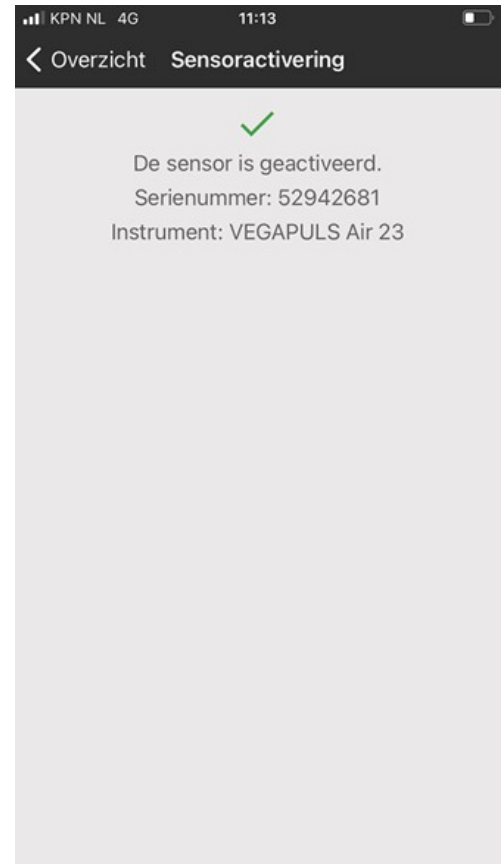 KPN NL 4G 11:13
Overzicht Sensoractivering
De sensor is geactiveerd.
Serienummer: 52942681
Instrument: VEGAPULS Air 23